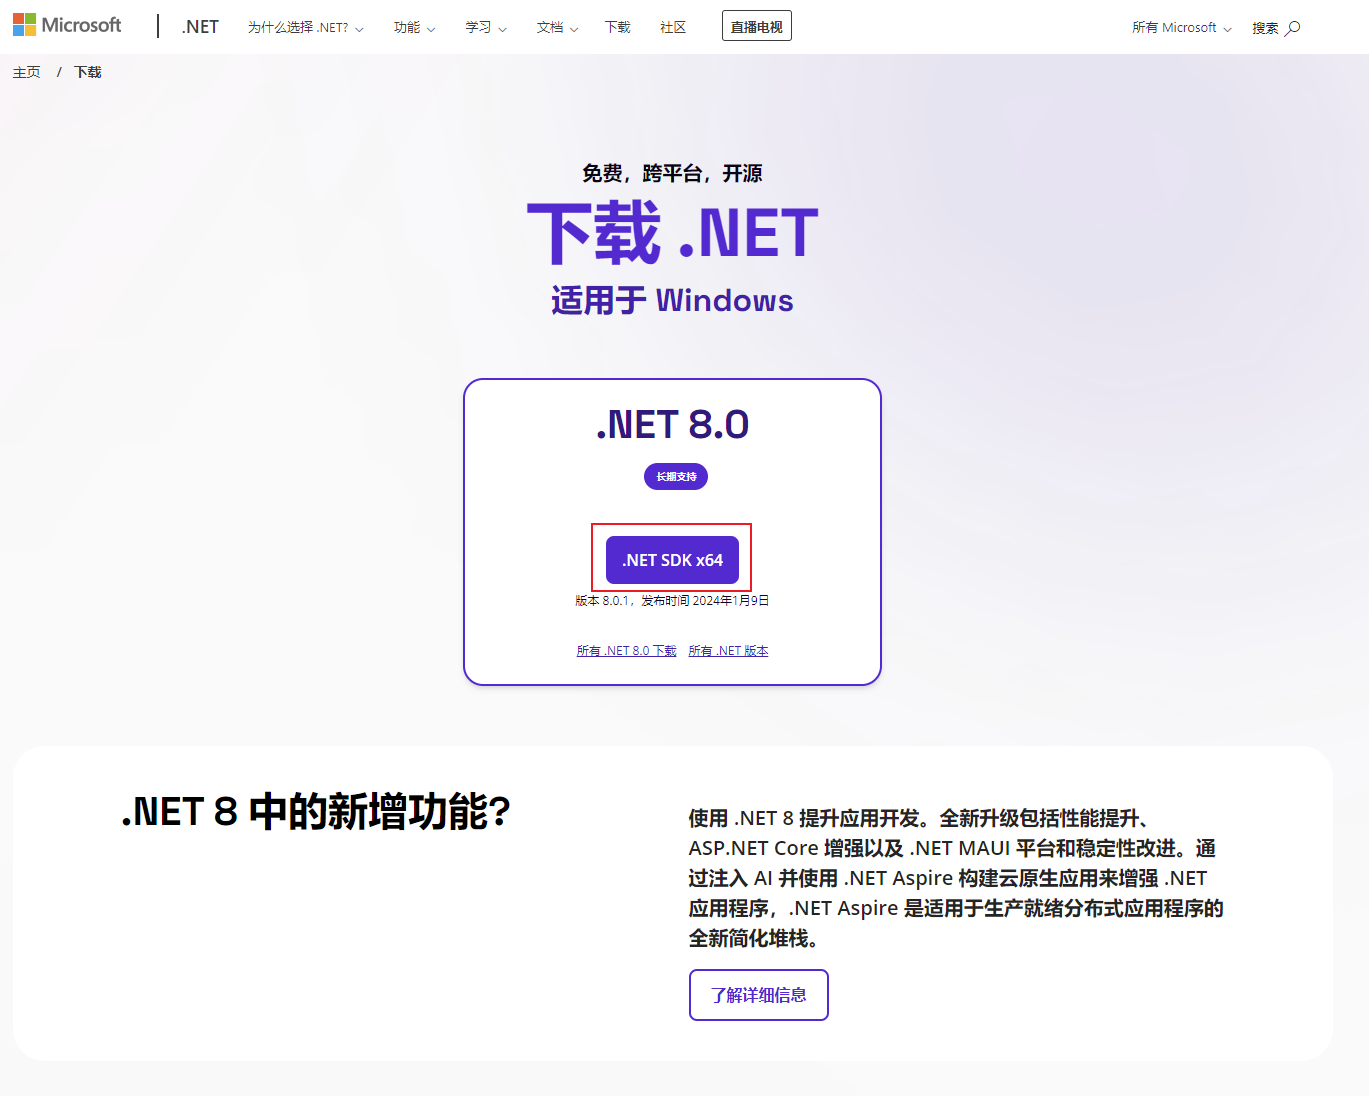 Microsoft
.NET
为什么选择 .NET?
功能
学习
文档
下载
社区
直播电视
所有 Microsoft
搜索
主页 / 下载
免费，跨平台，开源
下载 .NET
适用于 Windows
.NET 8.0
长期支持
.NET SDK x64
版本 8.0.1，发布时间 2024年1月9日
所有 .NET 8.0 下载
所有 .NET 版本
.NET 8 中的新增功能?
使用 .NET 8 提升应用开发。全新升级包括性能提升、
ASP.NET Core 增强以及 .NET MAUI 平台和稳定性改进。通
过注入 AI 并使用 .NET Aspire 构建云原生应用来增强 .NET
应用程序，.NET Aspire 是适用于生产就绪分布式应用程序的
全新简化堆栈。
了解详细信息